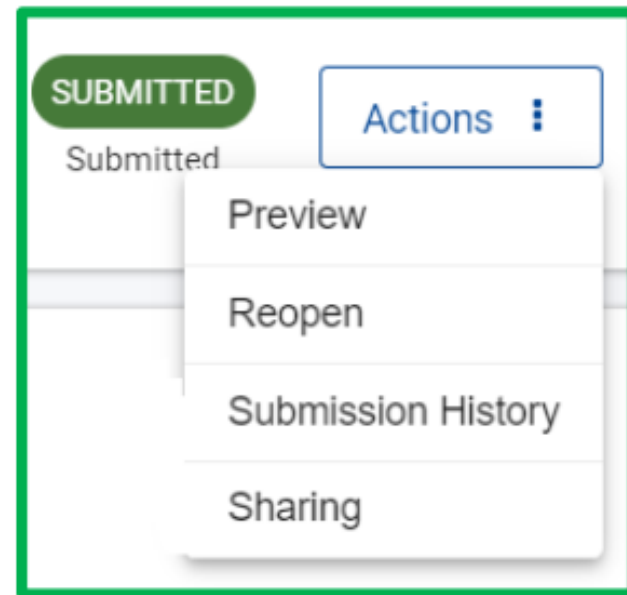 SUBMITTED
Actions
Submitted
Preview
Reopen
Submission History
Sharing